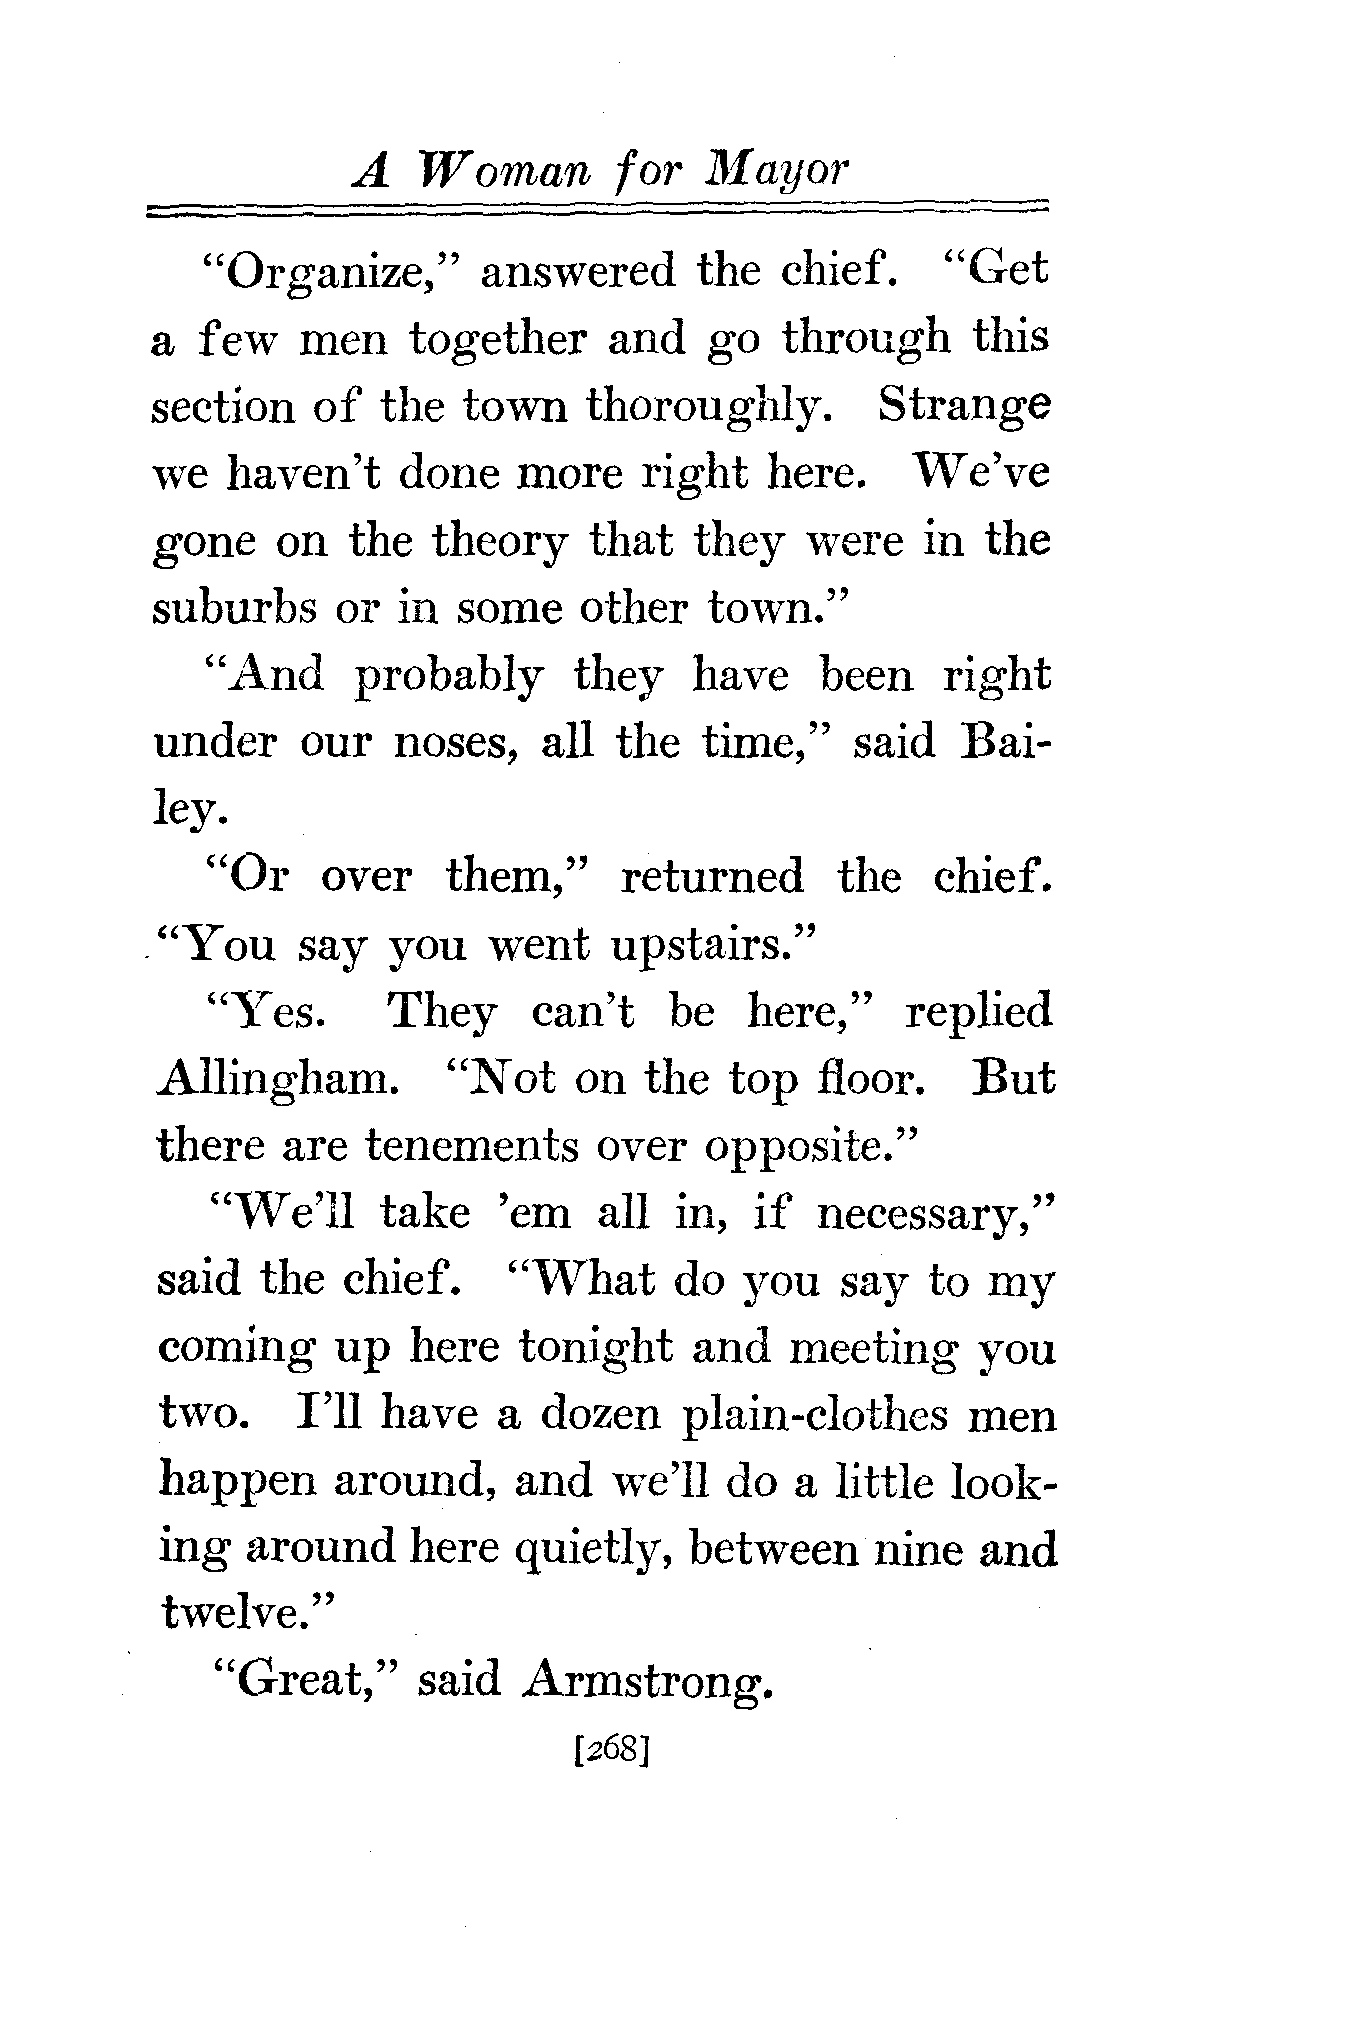 A Woman for Mayor
“Organize,” answered the chief. “Get
a few men together and go through this
section of the town thoroughly. Strange
we haven’t done more right here. We’ve
gone on the theory that they were in the
suburbs or in some other town.”
“And probably they have been right
under our noses, all the time,” said Bai-
ley.
“Or over them,” returned the chief.
“You say you went upstairs.”
“Yes. They can’t be here,” replied
Allingham. “Not on the top floor. But
there are tenements over opposite.”
“We’ll take ’em all in, if necessary,”
said the chief. “What do you say to my
coming up here tonight and meeting you
two. I’ll have a dozen plain-clothes men
happen around, and we’ll do a little look-
ing around here quietly, between nine and
twelve.”
“Great,” said Armstrong.
[268]